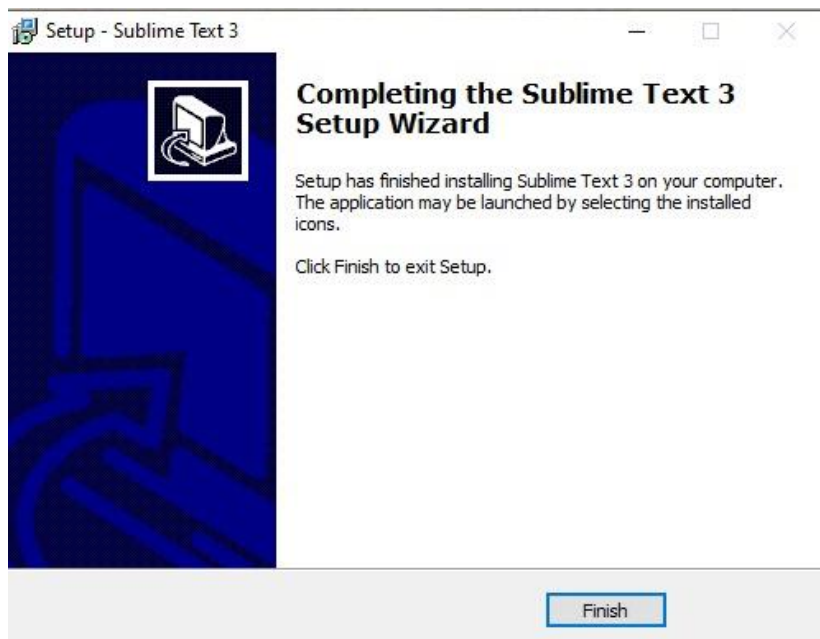 Setup - Sublime Text 3
Completing the Sublime Text 3
Setup Wizard
Setup has finished installing Sublime Text 3 on your computer.
The application may be launched by selecting the installed
icons.
Click Finish to exit Setup.
Finish